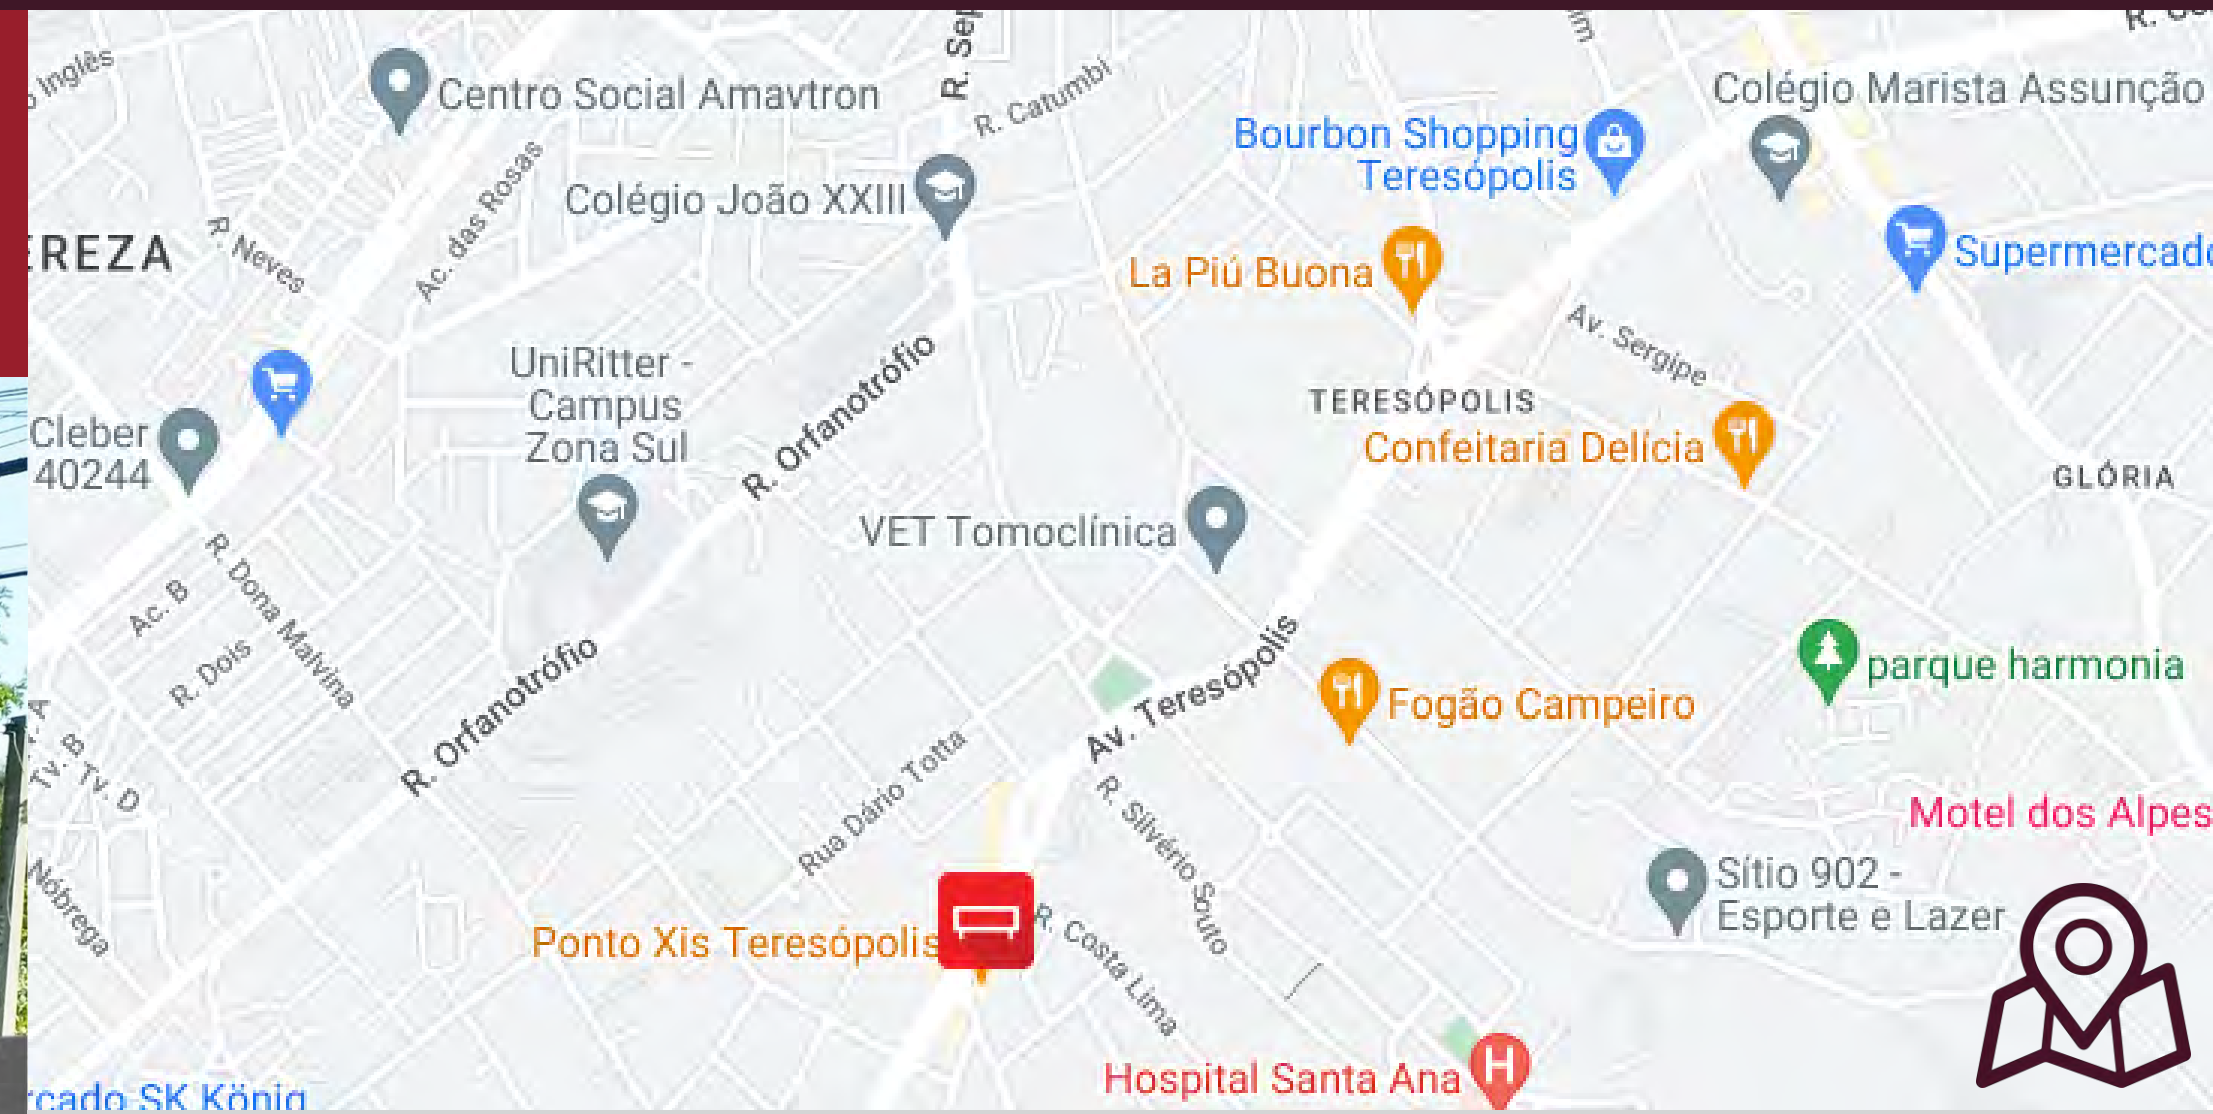 Inglês
Centro Social Amavtron
R. Catumbi
Colégio Marista Assunção
Bourbon Shopping
Teresópolis
Ac. das Rosas
Colégio João XXIII
R. Neves
EREZA
La Piú Buona
Supermercado
Av. Sergipe
UniRitter -
Campus
Zona Sul
R. Orfanotrófio
TERESÓPOLIS
Confeitaria Delícia
Cleber
40244
GLÓRIA
VET Tomoclínica
R. Dona Malvina
Ac. B
R. Dois
R. Orfanotrófio
Av. Teresópolis
parque harmonia
Fogão Campeiro
Tv. B
Tv. D
Rua Dário Totta
R. Silvério Souto
Motel dos Alpes
Sítio 902 -
Esporte e Lazer
Nóbrega
Ponto Xis Teresópolis
R. Costa Lima
Hospital Santa Ana
H
rcado SK König